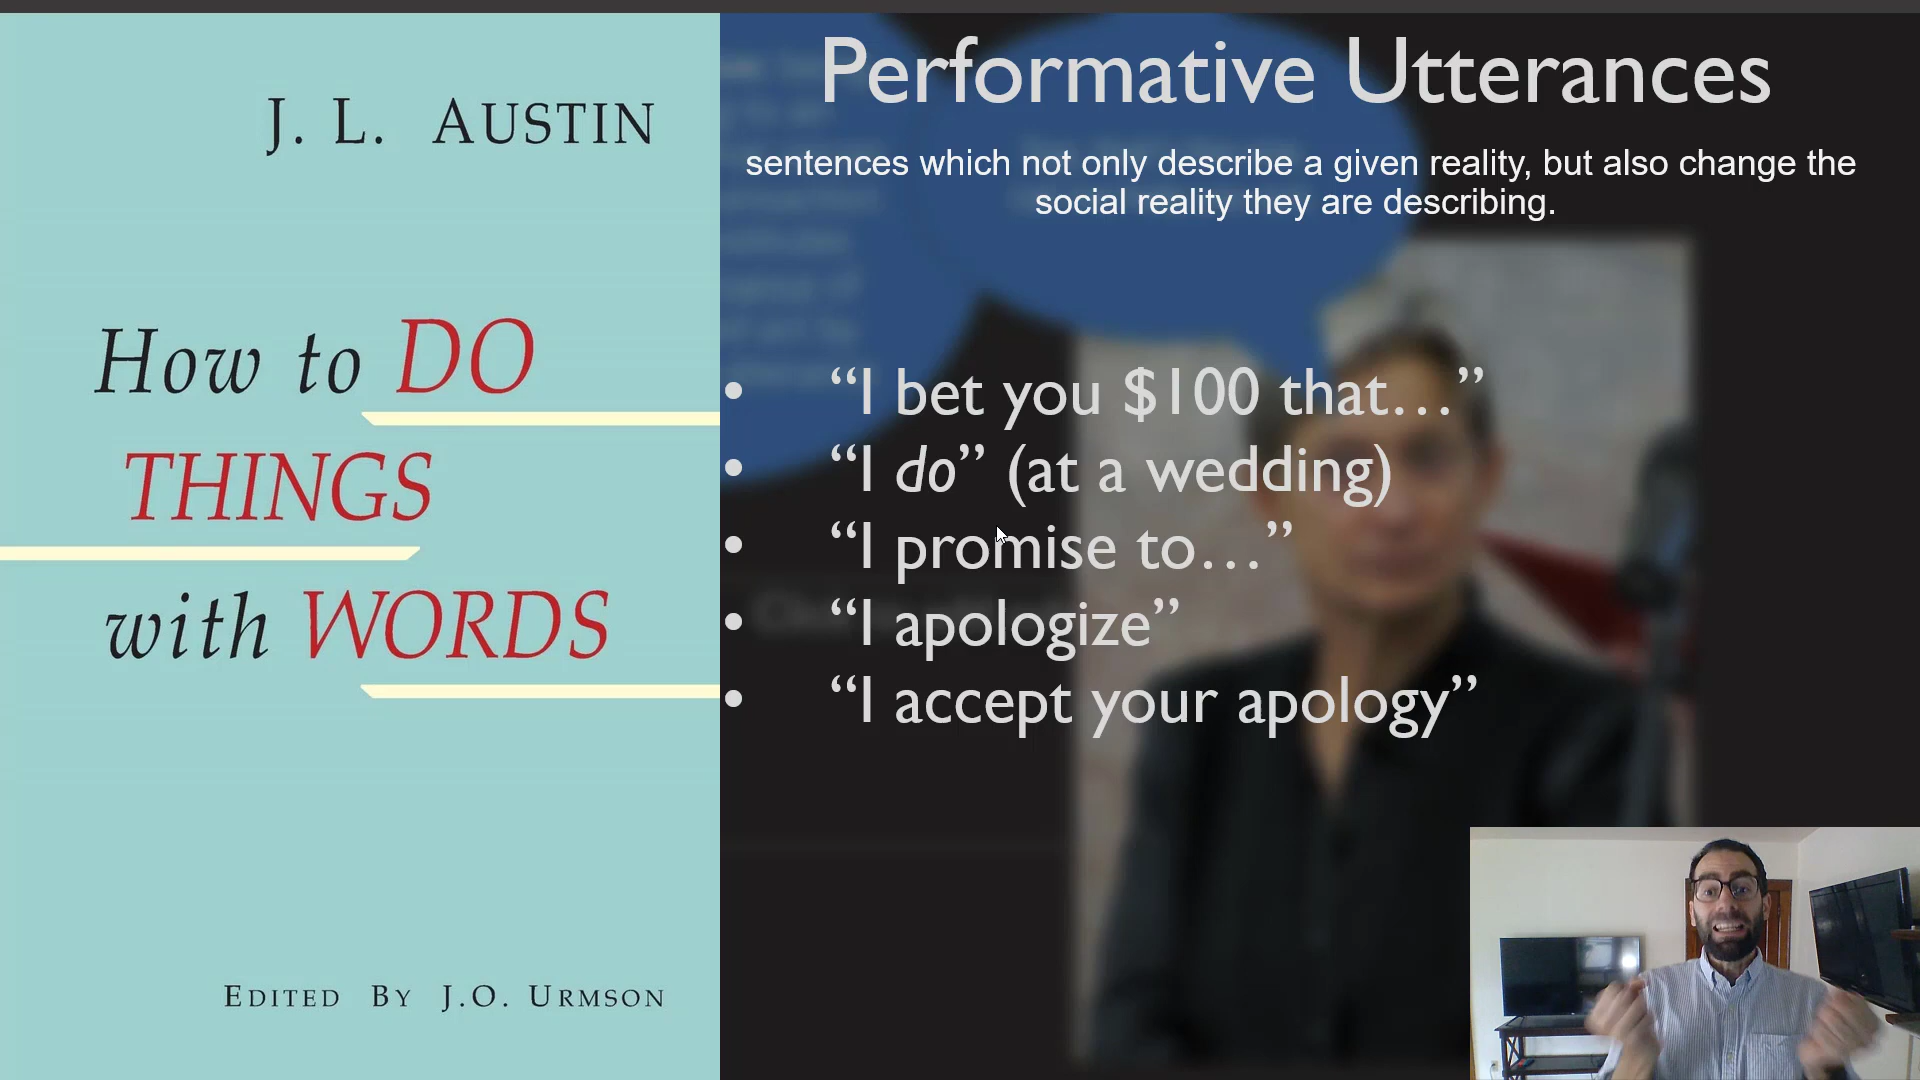 J. L. AUSTIN
How to DO
THINGS
with WORDS
EDITED BY J.O. URMSON
Performative Utterances
sentences which not only describe a given reality, but also change the
social reality they are describing.
• “I bet you $100 that…”
• “I do” (at a wedding)
• “I promise to…”
• “I apologize”
• “I accept your apology”